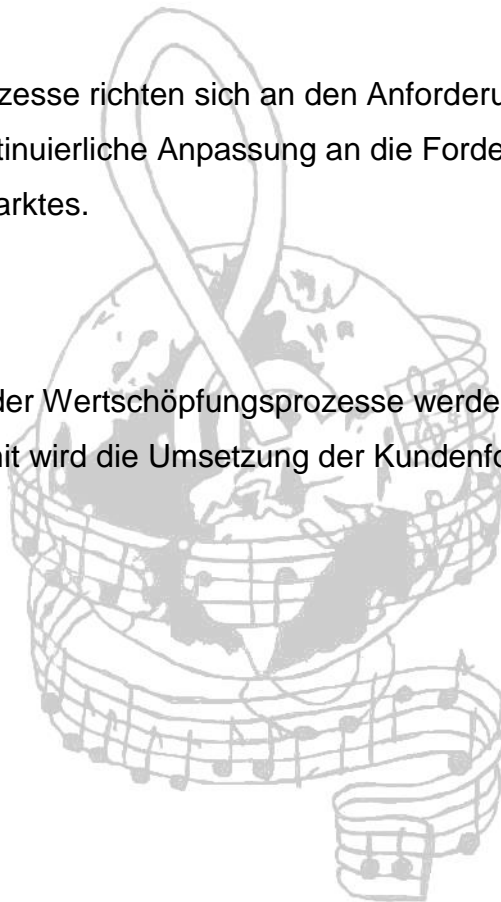 zesse richten sich an den Anforderu
tinuierliche Anpassung an die Forde
arktes.
der Wertschöpfungsprozesse werde
nit wird die Umsetzung der Kundenfo